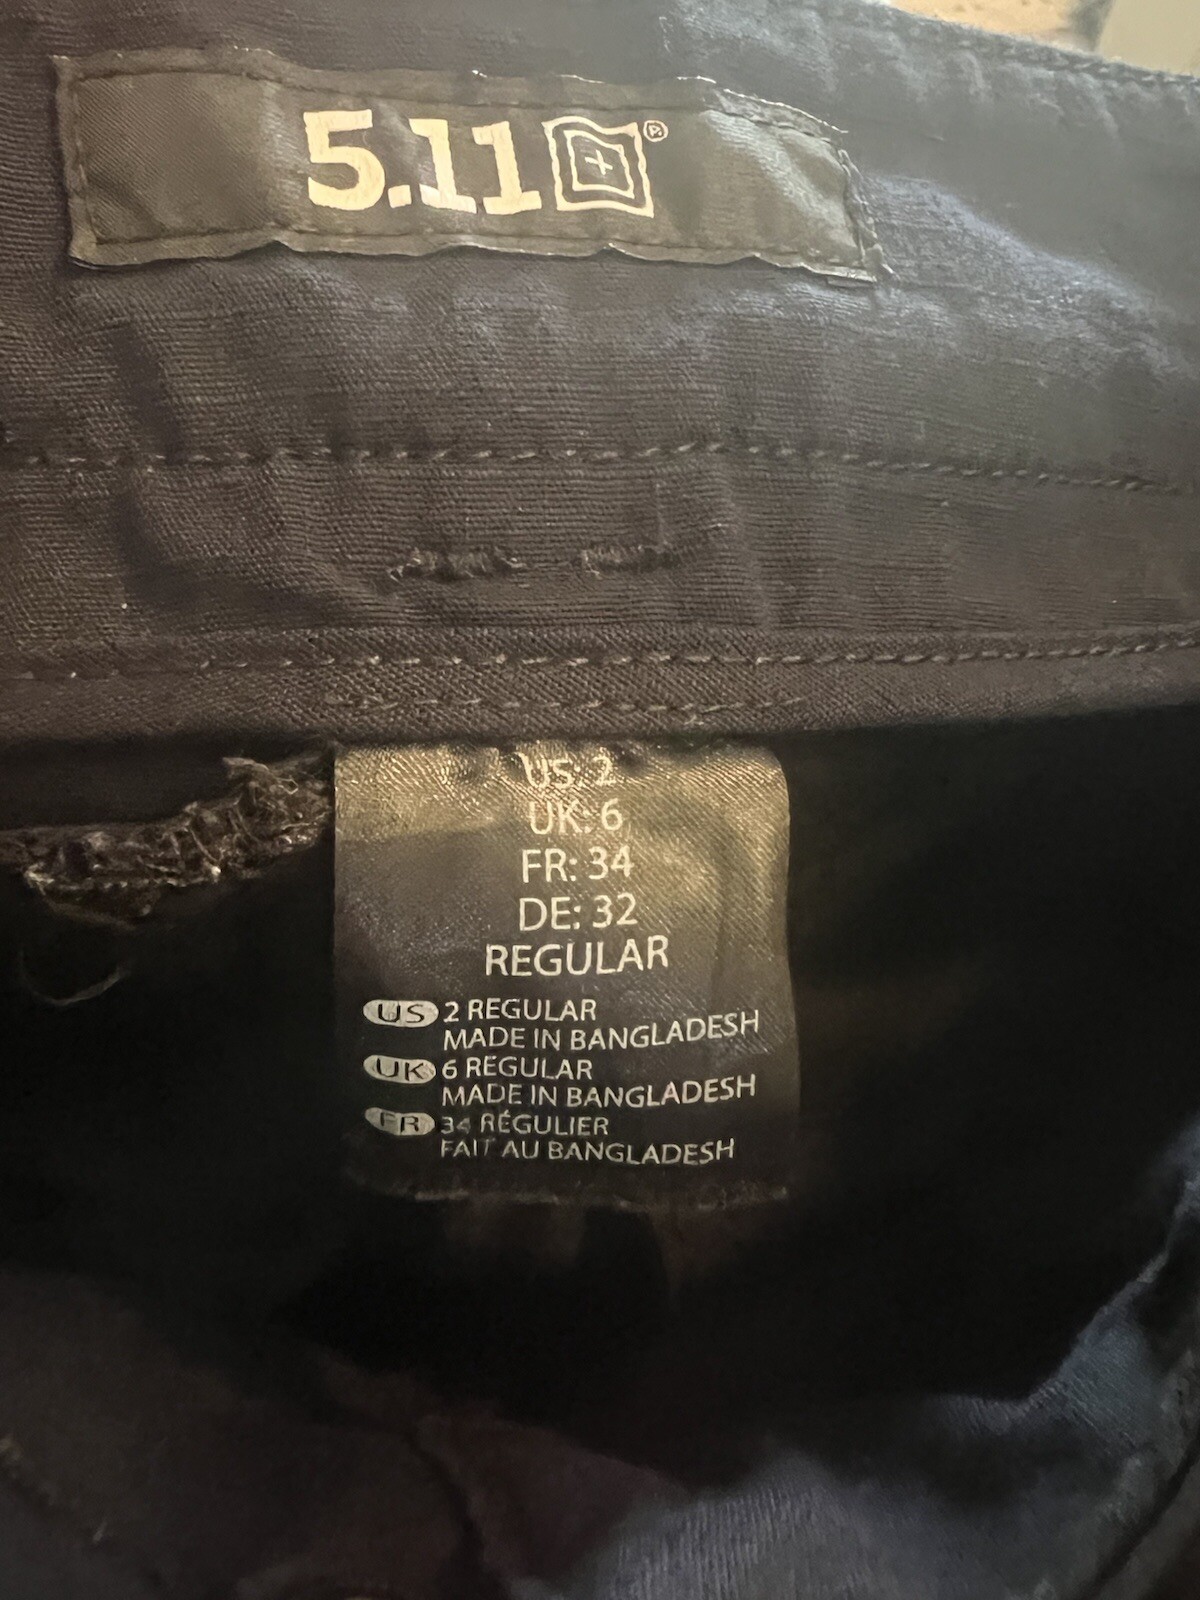 5.11®
US: 2
UK: 6
FR: 34
DE: 32
REGULAR
US 2 REGULAR
MADE IN BANGLADESH
UK 6 REGULAR
MADE IN BANGLADESH
FR 34 RÉGULIER
FAIT AU BANGLADESH